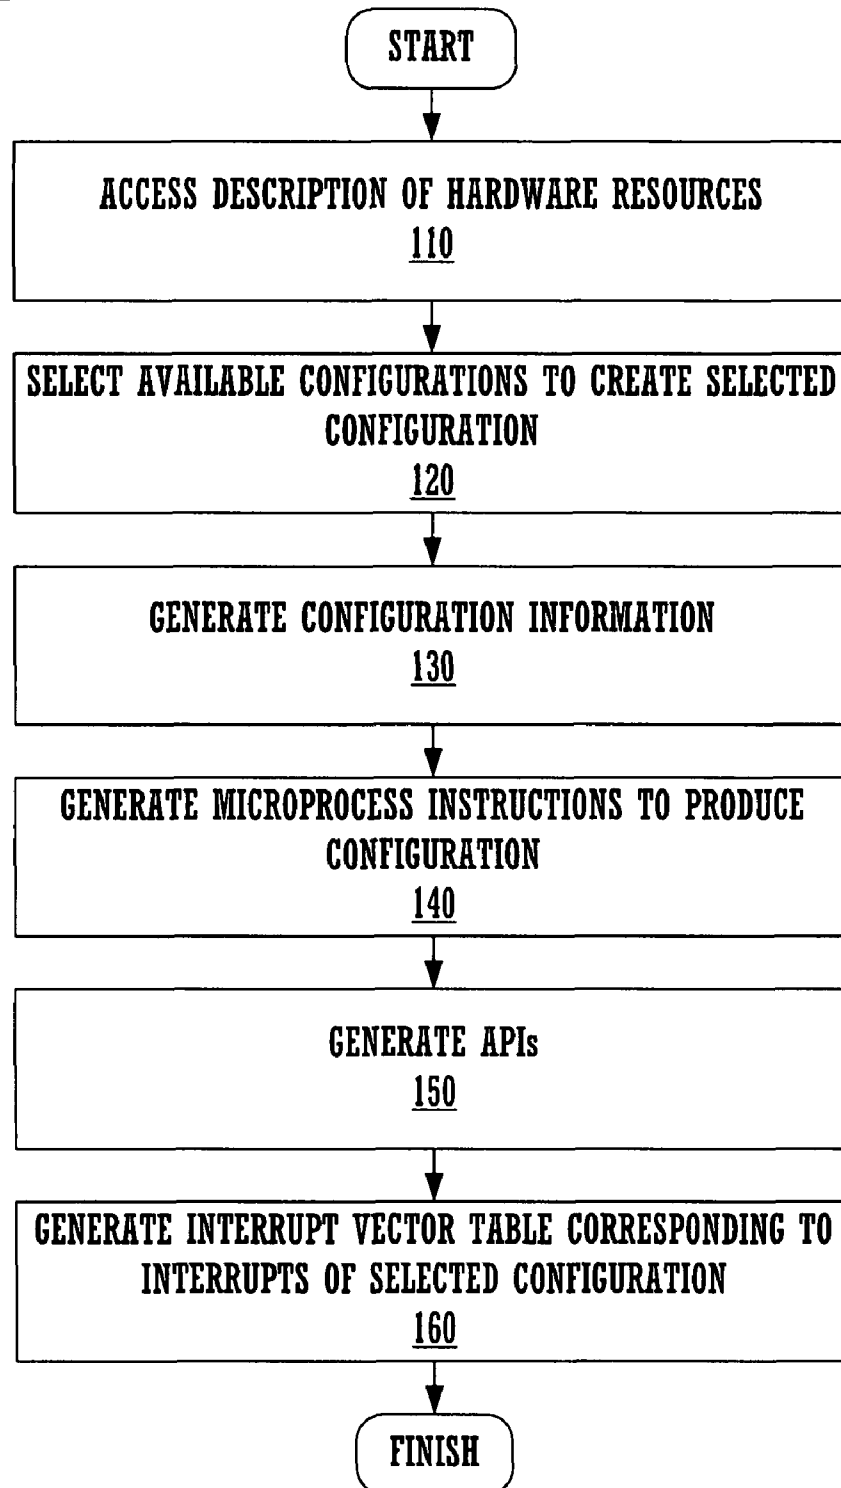 START
ACCESS DESCRIPTION OF HARDWARE RESOURCES
110
SELECT AVAILABLE CONFIGURATIONS TO CREATE SELECTED
CONFIGURATION
120
GENERATE CONFIGURATION INFORMATION
130
GENERATE MICROPROCESS INSTRUCTIONS TO PRODUCE
CONFIGURATION
140
GENERATE APIs
150
GENERATE INTERRUPT VECTOR TABLE CORRESPONDING TO
INTERRUPTS OF SELECTED CONFIGURATION
160
FINISH